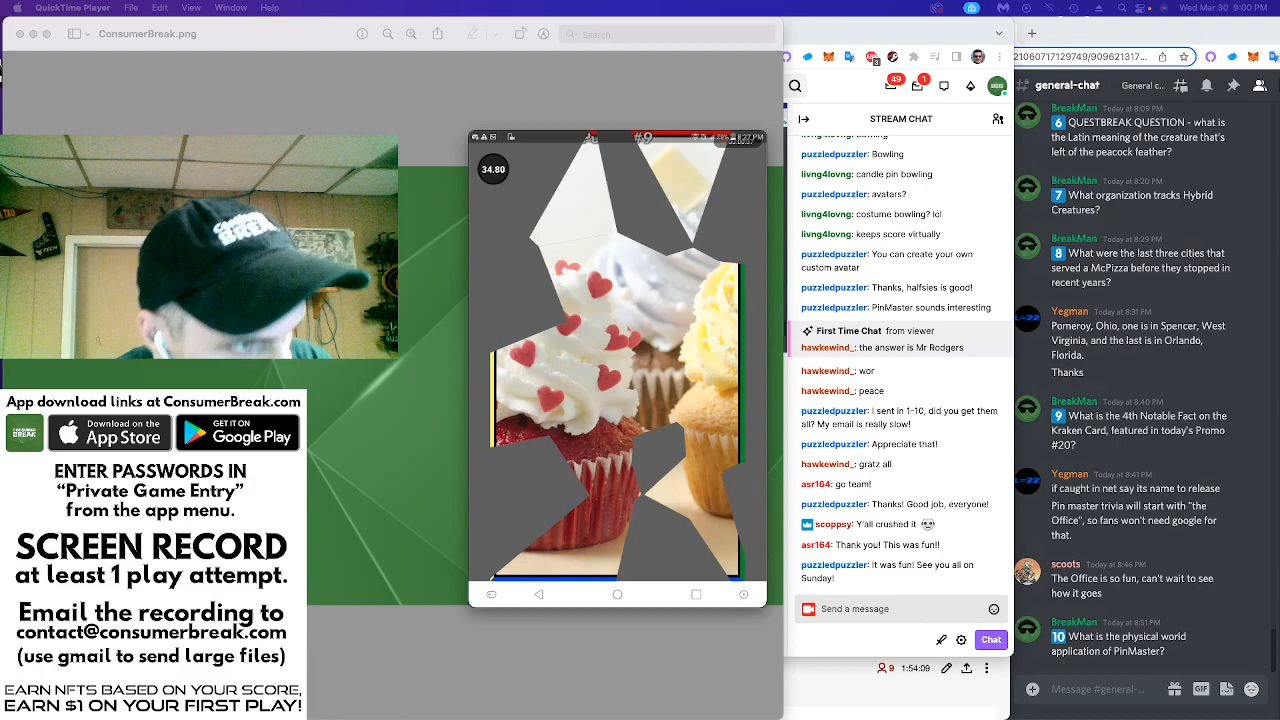 QuickTime Player File Edit View Window Help
Wed Mar 30 9:00 PM
ConsumerBreak.png
Search
TECH
App download links at ConsumerBreak.com
Download on the
App Store
GET IT ON
Google Play
ENTER PASSWORDS IN
“Private Game Entry”
from the app menu.
SCREEN RECORD
at least 1 play attempt.
Email the recording to
contact@consumerbreak.com
(use gmail to send large files)
EARN NFTS BASED ON YOUR SCORE,
EARN $1 ON YOUR FIRST PLAY!
#9
79% 8:27 PM
34.80
49
1
STREAM CHAT
puzzledpuzzler: Bowling
livng4lovng: candle pin bowling
puzzledpuzzler: avatars?
livng4lovng: costume bowling? lol
livng4lovng: keeps score virtually
puzzledpuzzler: You can create your own
custom avatar
puzzledpuzzler: Thanks, halfsies is good!
puzzledpuzzler: PinMaster sounds interesting
First Time Chat from viewer
hawkewind_: the answer is Mr Rodgers
hawkewind_: wor
hawkewind_: peace
puzzledpuzzler: I sent in 1-10, did you get them
all? My email is really slow!
puzzledpuzzler: Appreciate that!
hawkewind_: gratz all
asr164: go team!
puzzledpuzzler: Thanks! Good job, everyone!
scoppsy: Y'all crushed it
asr164: Thank you! This was fun!!
puzzledpuzzler: It was fun! See you all on
Sunday!
Send a message
Chat
9 1:54:09
21060717129749/909621317...
general-chat General c...
BreakMan Today at 8:09 PM
6 QUESTBREAK QUESTION - what is
the Latin meaning of the creature that's
left of the peacock feather?
BreakMan Today at 8:20 PM
7 What organization tracks Hybrid
Creatures?
BreakMan Today at 8:29 PM
8 What were the last three cities that
served a McPizza before they stopped in
recent years?
Yegman Today at 8:31 PM
Pomeroy, Ohio, one is in Spencer, West
Virginia, and the last is in Orlando,
Florida.
Thanks
BreakMan Today at 8:40 PM
9 What is the 4th Notable Fact on the
Kraken Card, featured in today's Promo
#20?
Yegman Today at 8:41 PM
if caught in net say its name to release
Pin master trivia will start with "the
Office", so fans won't need google for
that.
scoots Today at 8:46 PM
The Office is so fun, can't wait to see
how it goes
BreakMan Today at 8:51 PM
10 What is the physical world
application of PinMaster?
Message #general-...
GIF